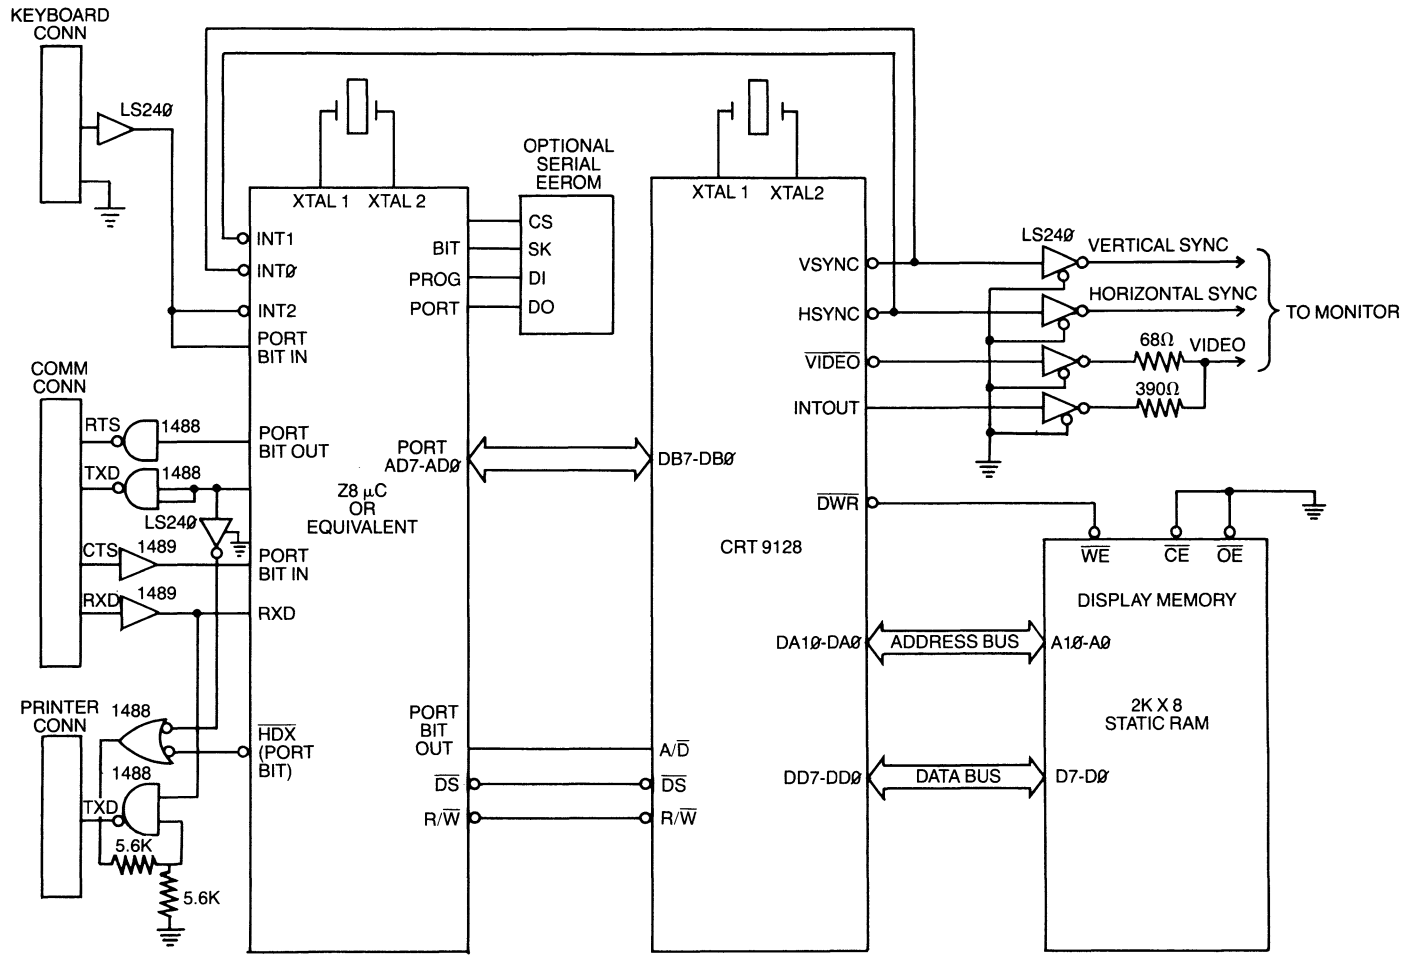 KEYBOARD
CONN
LS240
XTAL 1
XTAL 2
OPTIONAL
SERIAL
EEROM
XTAL 1
XTAL2
CS
BIT
SK
PROG
DI
PORT
DO
INT1
INT0
INT2
PORT
BIT IN
VSYNC
HSYNC
VIDEO
INTOUT
LS240
VERTICAL SYNC
HORIZONTAL SYNC
68Ω
VIDEO
390Ω
TO MONITOR
COMM
CONN
RTS
1488
PORT
BIT OUT
TXD
1488
LS240
CTS
1489
PORT
BIT IN
RXD
1489
RXD
PORT
AD7-AD0
DB7-DB0
Z8 μC
OR
EQUIVALENT
CRT 9128
DWR
WE
CE
OE
DISPLAY MEMORY
DA10-DA0
ADDRESS BUS
A10-A0
2K X 8
STATIC RAM
DD7-DD0
DATA BUS
D7-D0
PRINTER
CONN
1488
HDX
(PORT
BIT)
1488
TXD
5.6K
5.6K
PORT
BIT
OUT
A/D
DS
DS
R/W
R/W